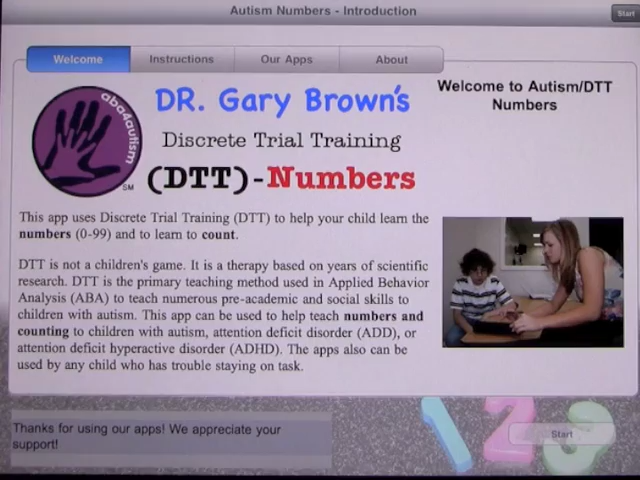 Autism Numbers - Introduction
Start
Welcome
Instructions
Our Apps
About
aba4autism
SM
DR. Gary Brown's
Discrete Trial Training
(DTT)-Numbers
Welcome to Autism/DTT
Numbers
This app uses Discrete Trial Training (DTT) to help your child learn the
numbers (0-99) and to learn to count.
DTT is not a children's game. It is a therapy based on years of scientific
research. DTT is the primary teaching method used in Applied Behavior
Analysis (ABA) to teach numerous pre-academic and social skills to
children with autism. This app can be used to help teach numbers and
counting to children with autism, attention deficit disorder (ADD), or
attention deficit hyperactive disorder (ADHD). The apps also can be
used by any child who has trouble staying on task.
Thanks for using our apps! We appreciate your
support!
1 2 3
Start